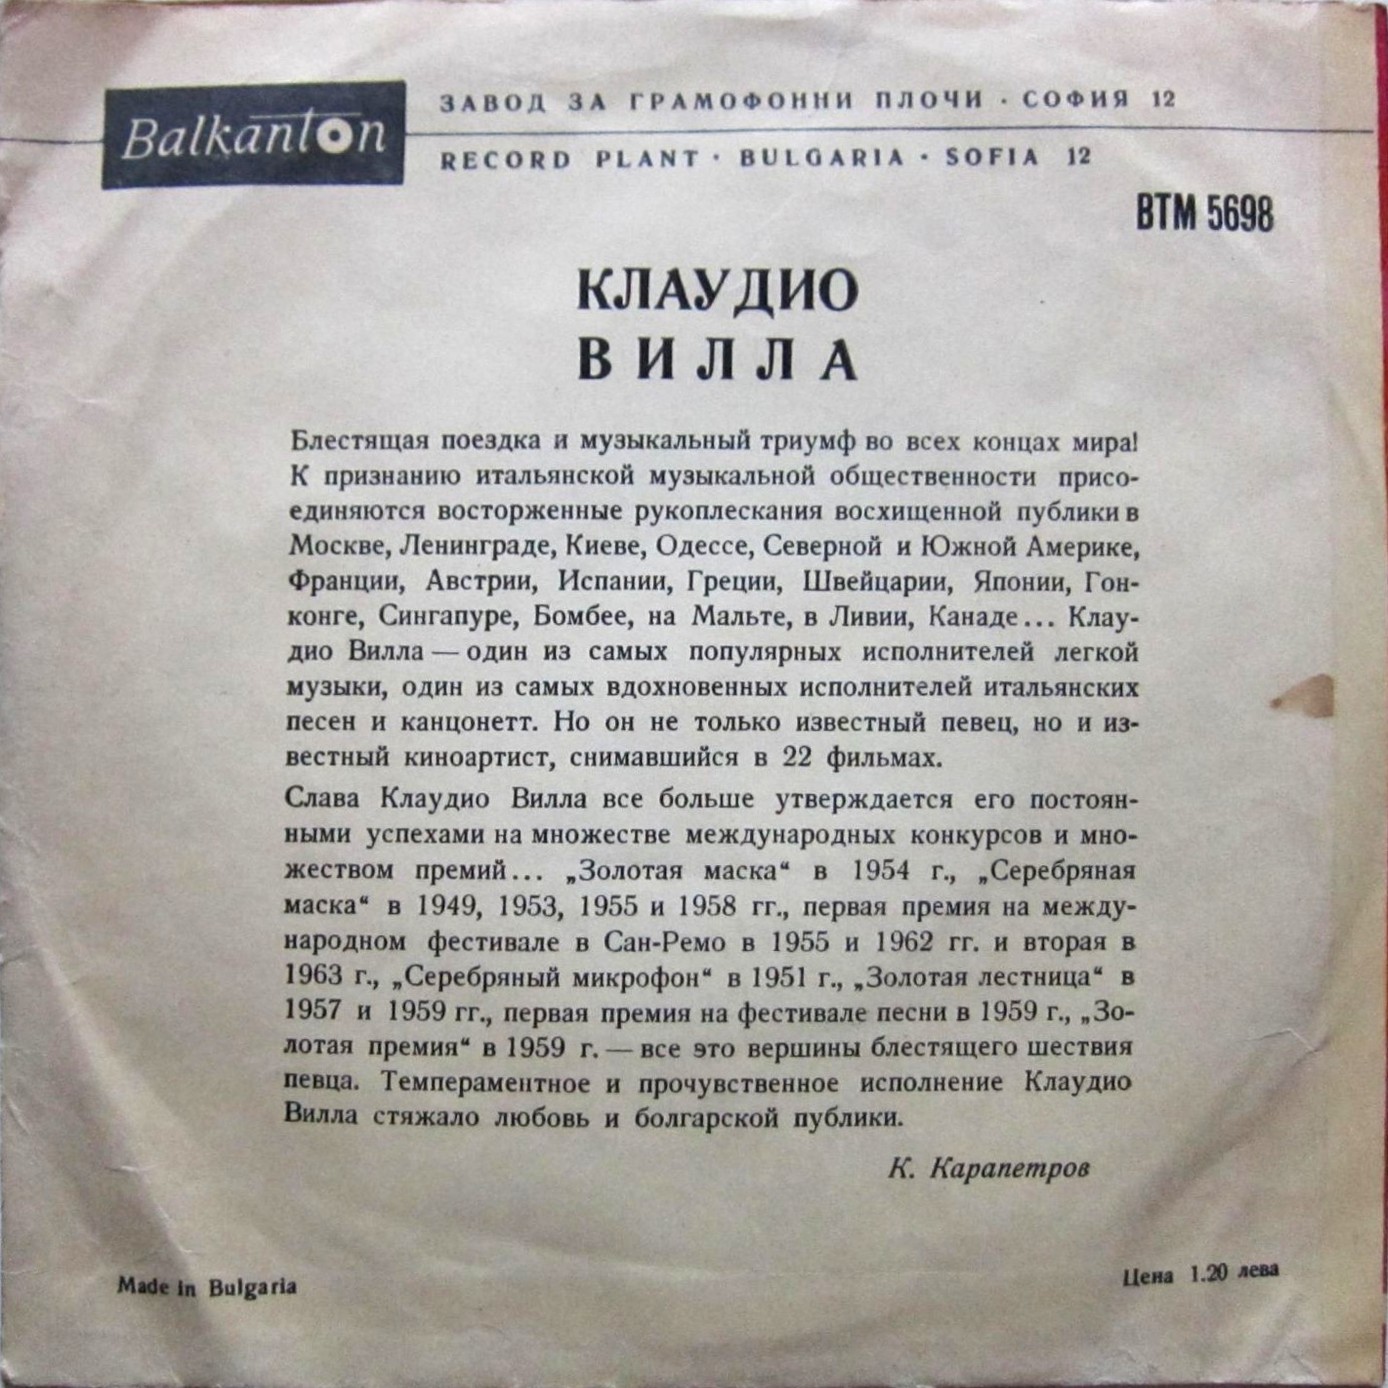 Balkanton
ЗАВОД ЗА ГРАМОФОННИ ПЛОЧИ · СОФИЯ 12
RECORD PLANT · BULGARIA · SOFIA 12
ВТМ 5698
КЛАУДИО
ВИЛЛА
Блестящая поездка и музыкальный триумф во всех концах мира!
К признанию итальянской музыкальной общественности присо-
единяются восторженные рукоплескания восхищенной публики в
Москве, Ленинграде, Киеве, Одессе, Северной и Южной Америке,
Франции, Австрии, Испании, Греции, Швейцарии, Японии, Гон-
конге, Сингапуре, Бомбее, на Мальте, в Ливии, Канаде... Клау-
дио Вилла — один из самых популярных исполнителей легкой
музыки, один из самых вдохновенных исполнителей итальянских
песен и канцонетт. Но он не только известный певец, но и из-
вестный киноартист, снимавшийся в 22 фильмах.
Слава Клаудио Вилла все больше утверждается его постоян-
ными успехами на множестве международных конкурсов и мно-
жеством премий... „Золотая маска“ в 1954 г., „Серебряная
маска“ в 1949, 1953, 1955 и 1958 гг., первая премия на между-
народном фестивале в Сан-Ремо в 1955 и 1962 гг. и вторая в
1963 г., „Серебряный микрофон“ в 1951 г., „Золотая лестница“ в
1957 и 1959 гг., первая премия на фестивале песни в 1959 г., „Зо-
лотая премия“ в 1959 г. — все это вершины блестящего шествия
певца. Темпераментное и прочувственное исполнение Клаудио
Вилла стяжало любовь и болгарской публики.
К. Карапетров
Made in Bulgaria
Цена 1.20 лева